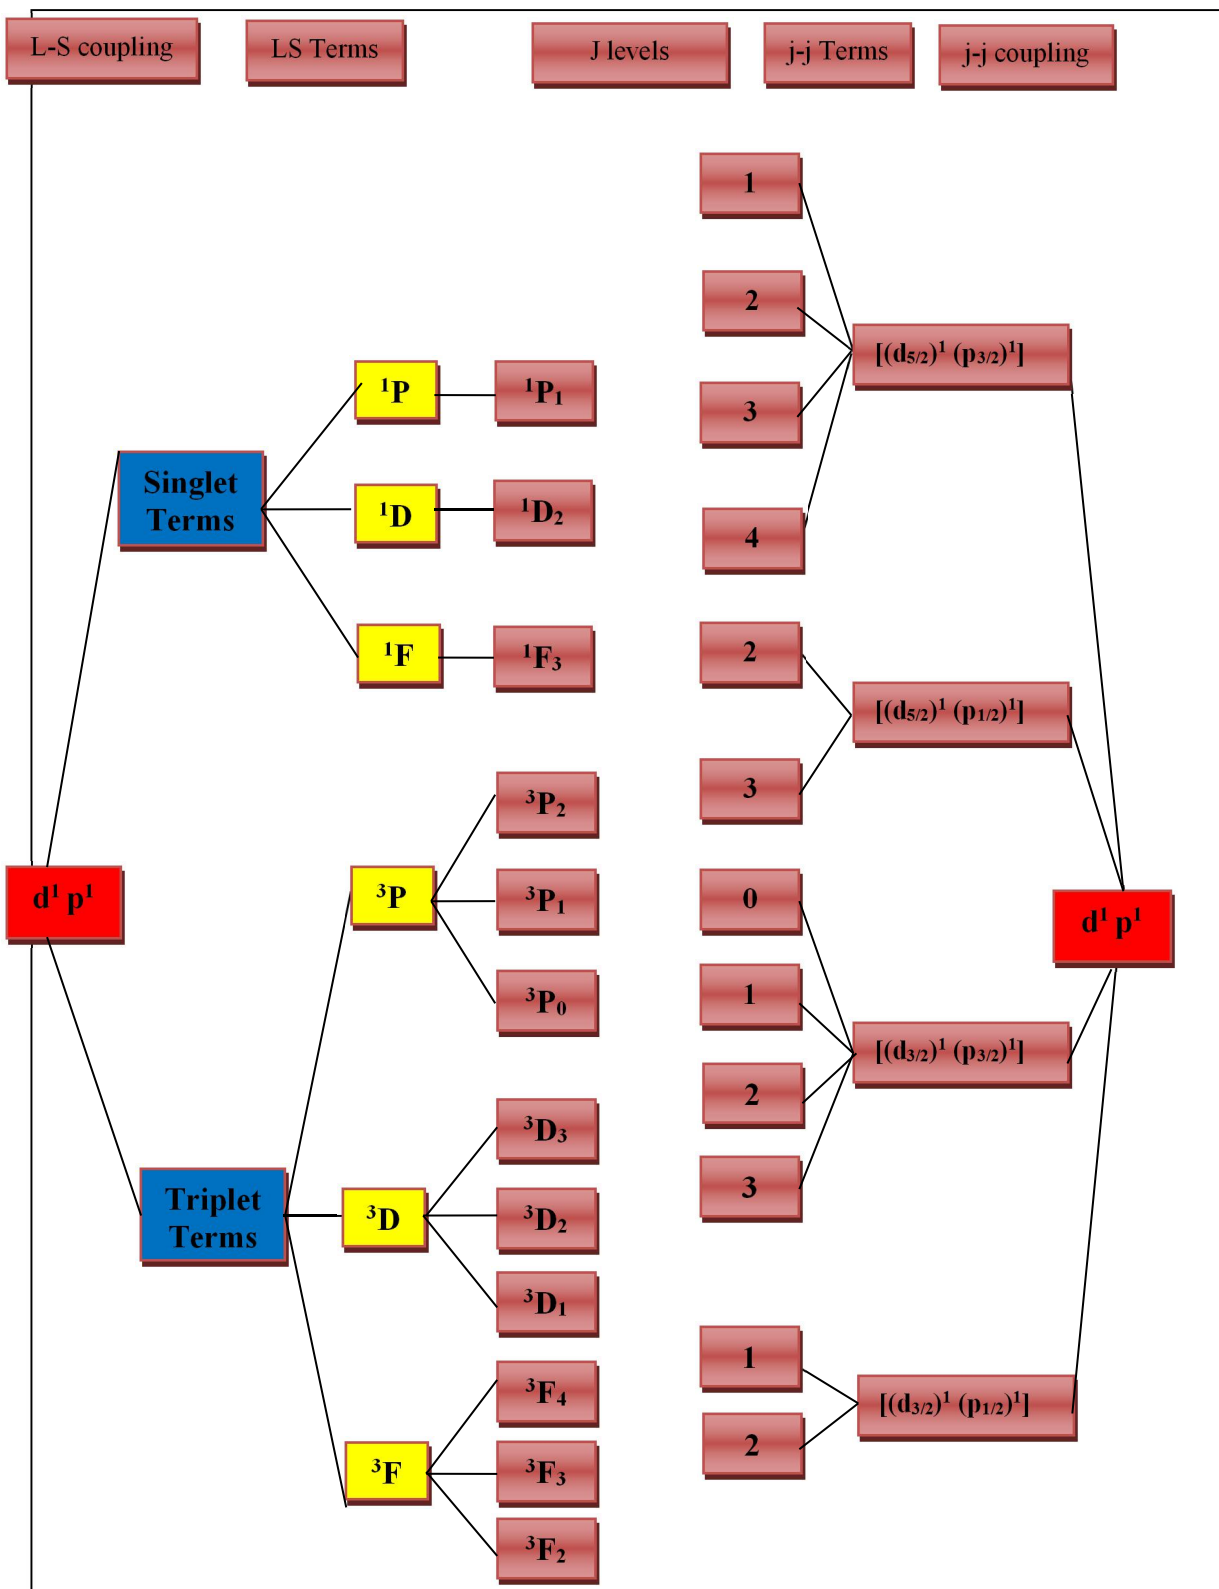 L-S coupling
LS Terms
J levels
j-j Terms
j-j coupling
1
2
[(d₅/₂)¹ (p₃/₂)¹]
¹P
¹P₁
3
Singlet
Terms
¹D
¹D₂
4
¹F
¹F₃
2
[(d₅/₂)¹ (p₁/₂)¹]
3
³P₂
d¹ p¹
³P
³P₁
0
d¹ p¹
³P₀
1
[(d₃/₂)¹ (p₃/₂)¹]
2
³D₃
3
Triplet
Terms
³D
³D₂
³D₁
1
³F₄
[(d₃/₂)¹ (p₁/₂)¹]
2
³F
³F₃
³F₂